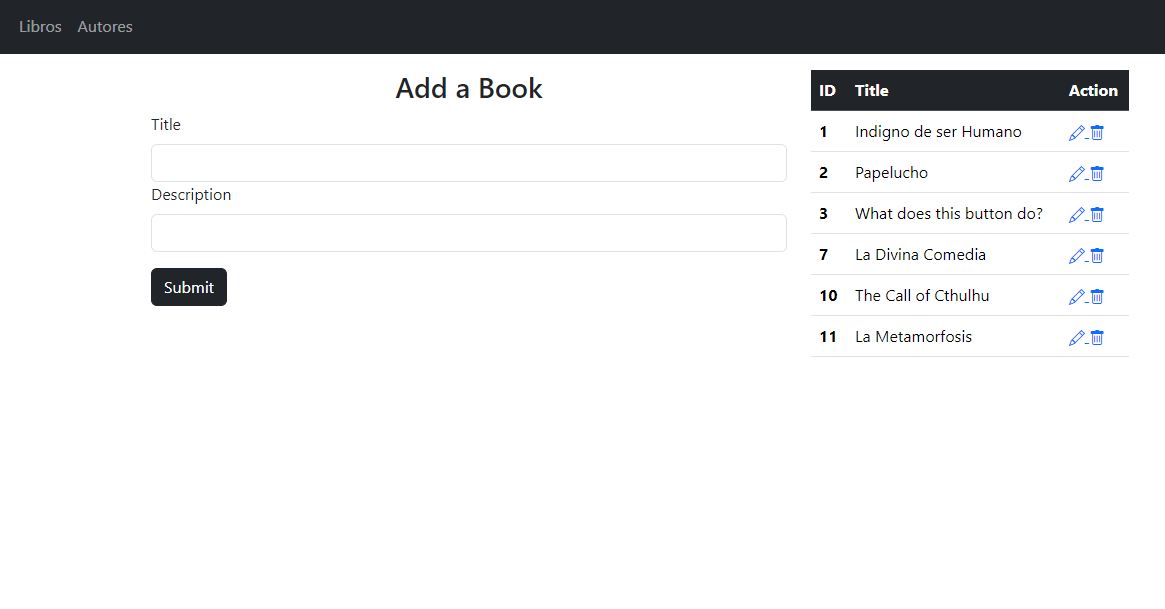 Libros Autores
Add a Book
Title
Description
Submit
ID Title Action
1 Indigno de ser Humano
2 Papelucho
3 What does this button do?
7 La Divina Comedia
10 The Call of Cthulhu
11 La Metamorfosis